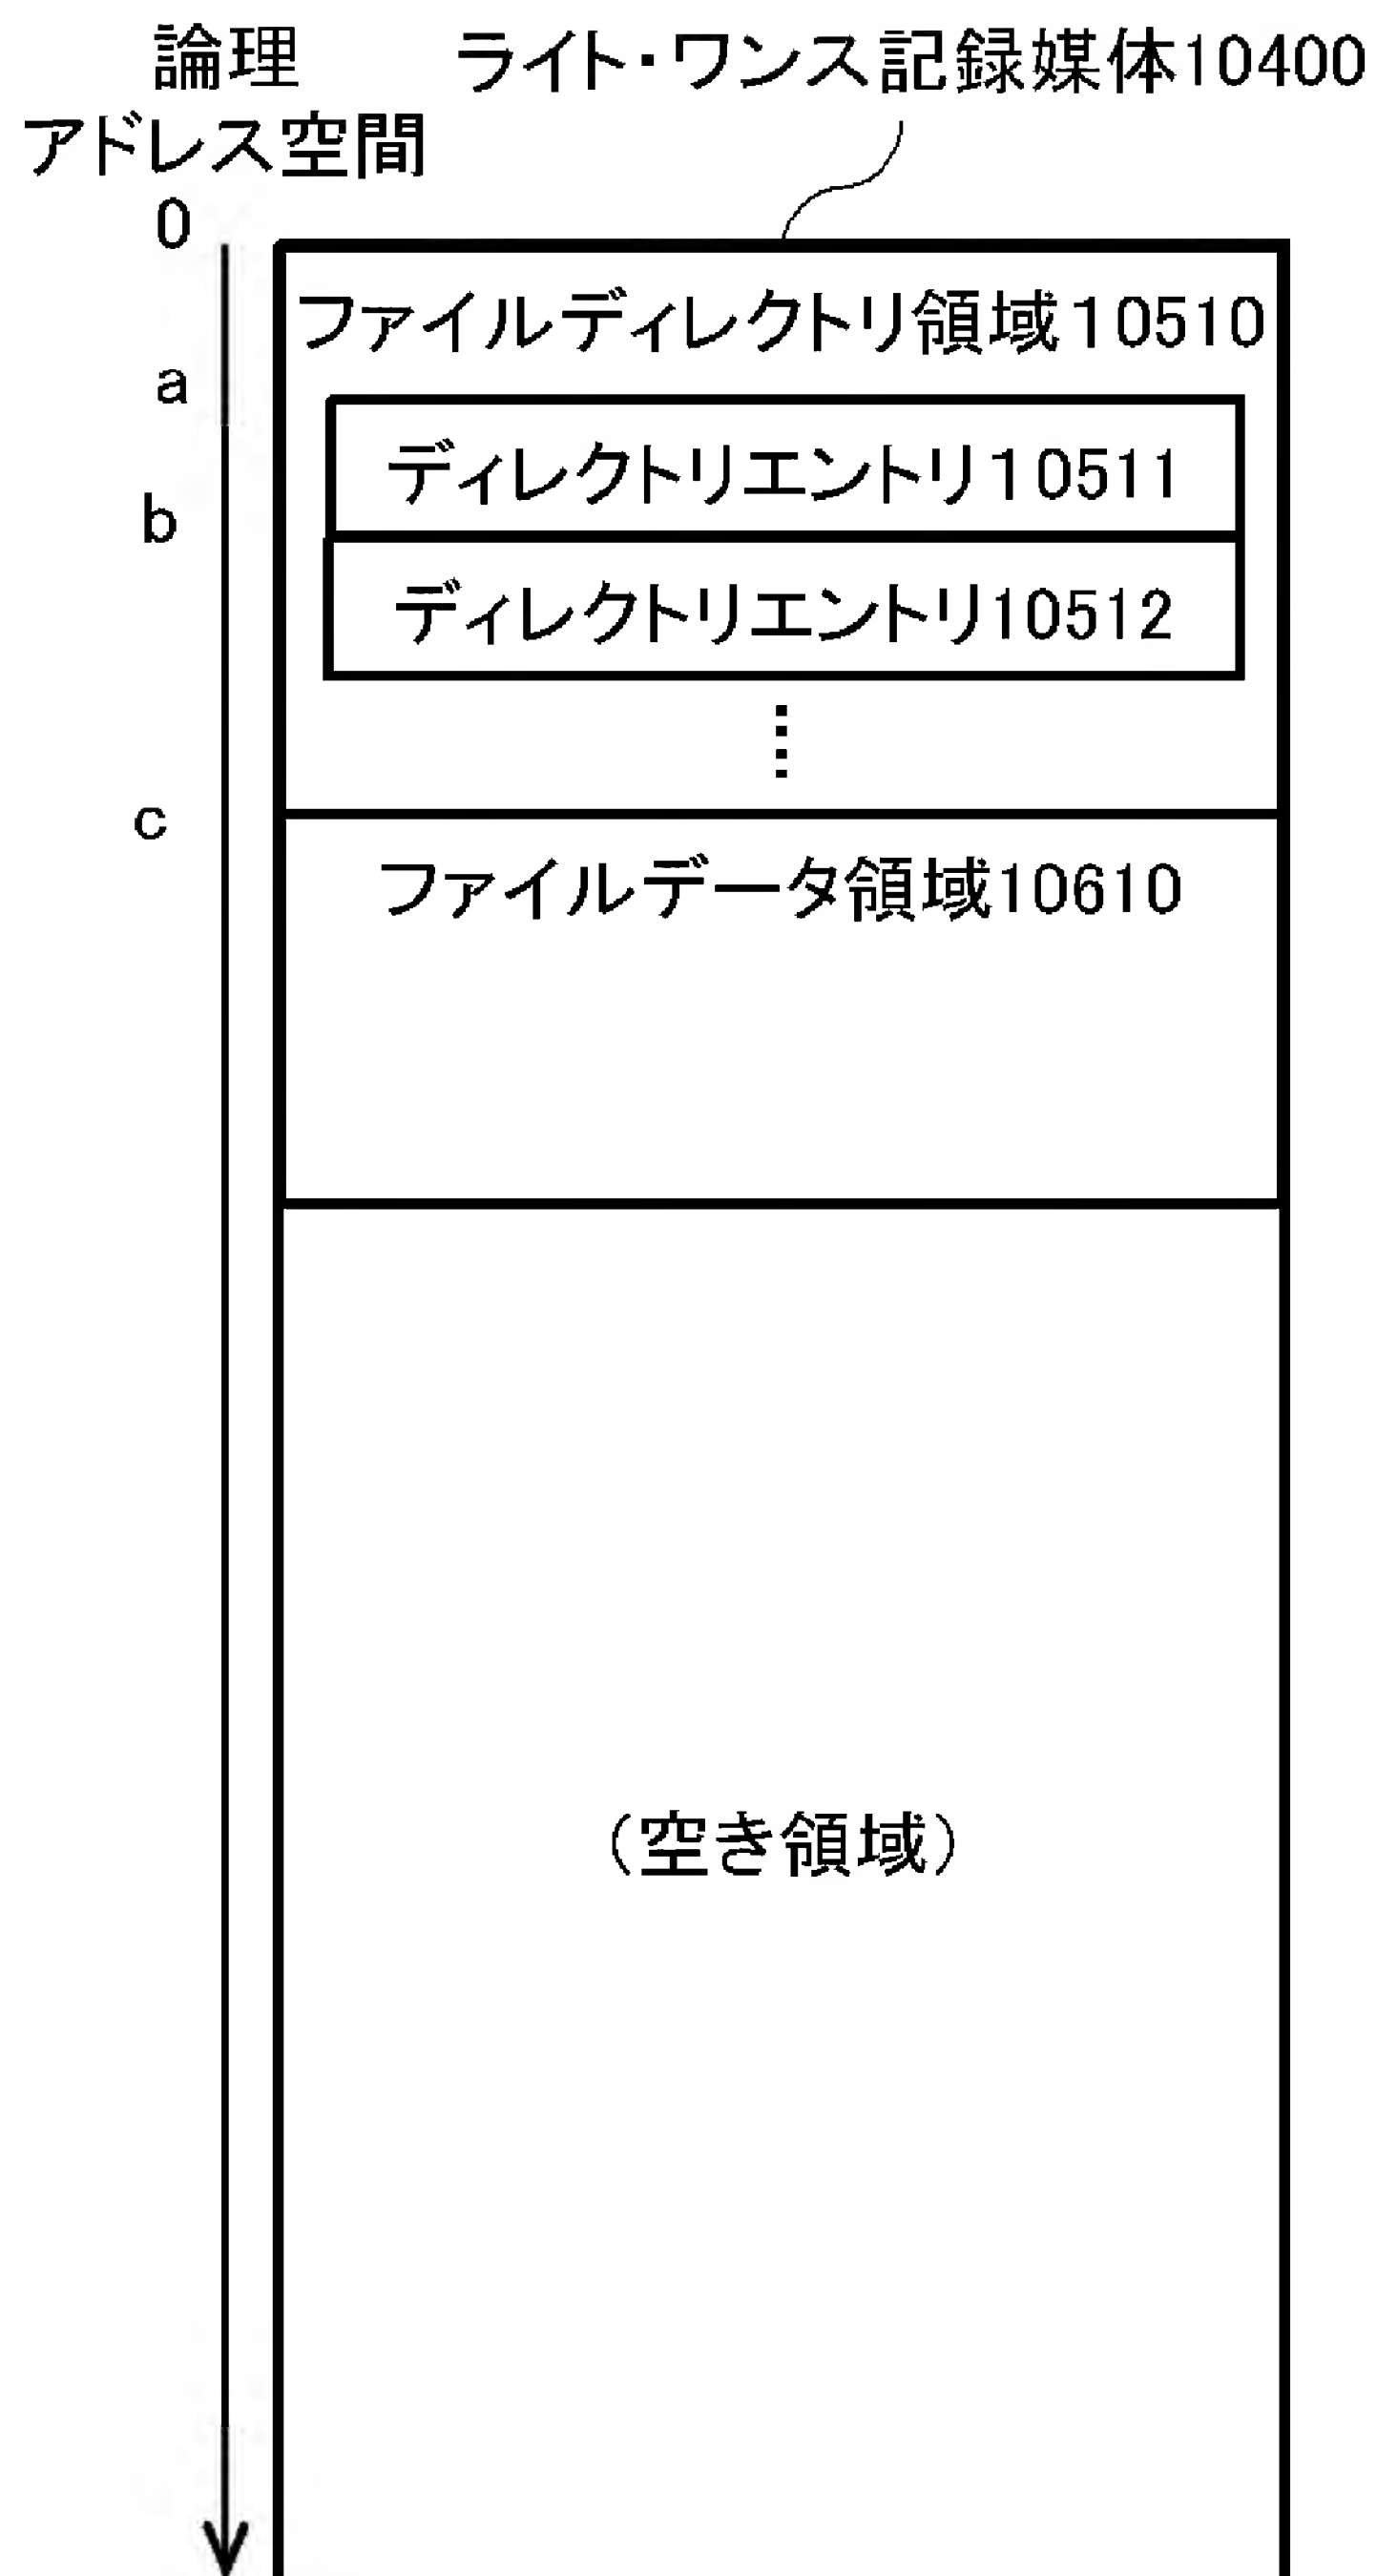 論理
アドレス空間
ライト・ワンス記録媒体10400
0
ファイルディレクトリ領域10510
a
ディレクトリエントリ10511
b
ディレクトリエントリ10512
c
ファイルデータ領域10610
(空き領域)